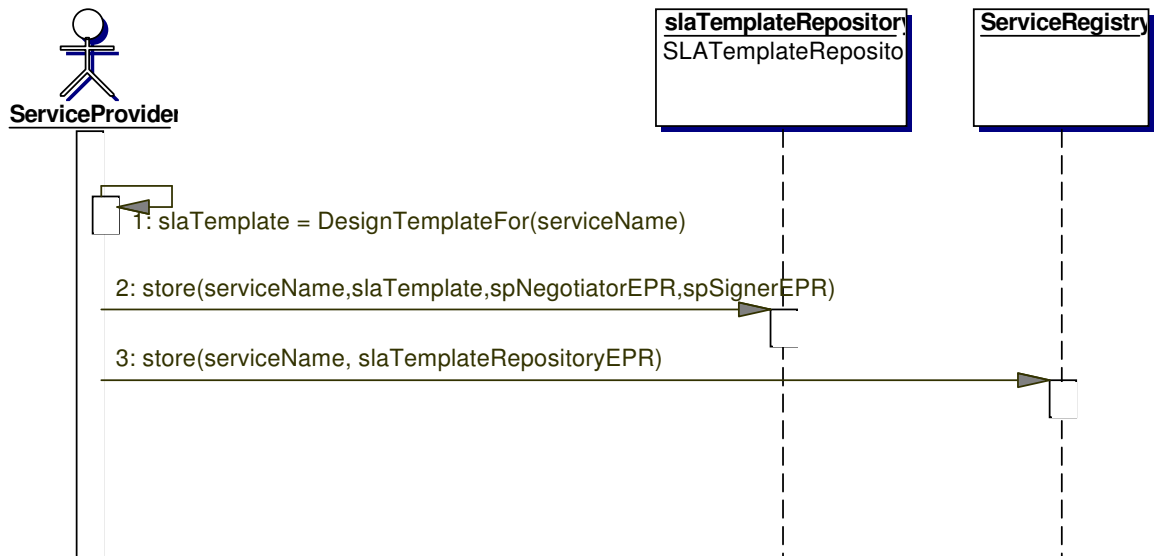 slaTemplateRepository
ServiceRegistry
SLATemplateReposito
ServiceProvider
1: slaTemplate = DesignTemplateFor(serviceName)
2: store(serviceName,slaTemplate,spNegotiatorEPR,spSignerEPR)
3: store(serviceName, slaTemplateRepositoryEPR)